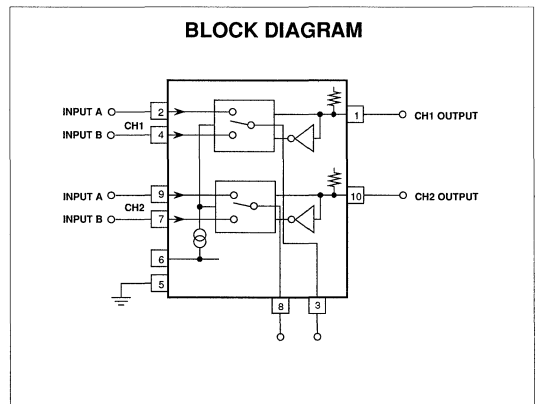 BLOCK DIAGRAM
INPUT A
2
CH1
1
CH1 OUTPUT
INPUT B
4
INPUT A
9
CH2
10
CH2 OUTPUT
INPUT B
7
6
5
8
3